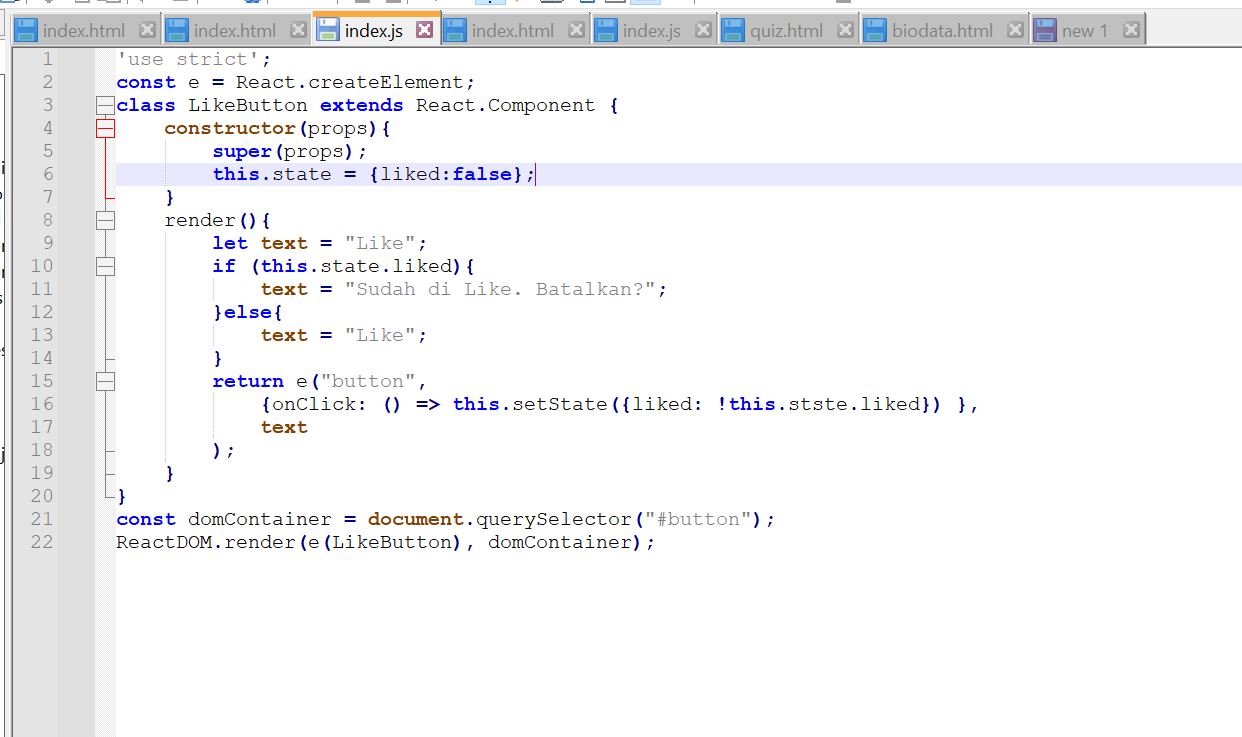 index.html index.html index.js index.html index.js quiz.html biodata.html new 1
1 'use strict';
2 const e = React.createElement;
3 class LikeButton extends React.Component {
4 constructor(props){
5 super(props);
6 this.state = {liked:false};
7 }
8 render(){
9 let text = "Like";
10 if (this.state.liked){
11 text = "Sudah di Like. Batalkan?";
12 }else{
13 text = "Like";
14 }
15 return e("button",
16 {onClick: () => this.setState({liked: !this.stste.liked}) },
17 text
18 );
19 }
20 }
21 const domContainer = document.querySelector("#button");
22 ReactDOM.render(e(LikeButton), domContainer);